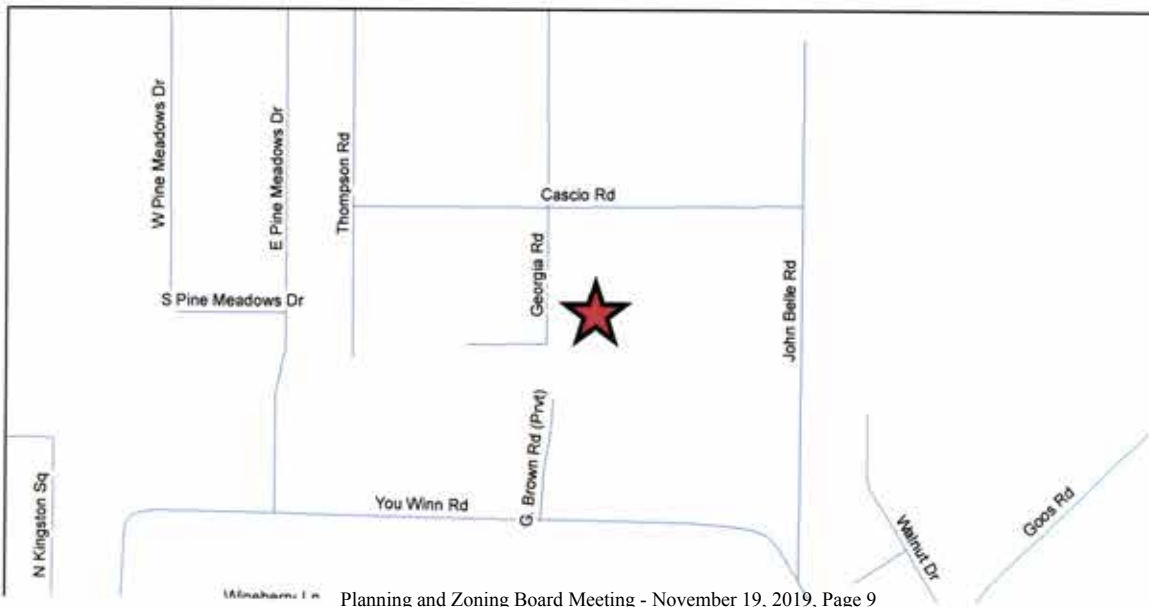 W Pine Meadows Dr
E Pine Meadows Dr
Thompson Rd
Cascio Rd
Georgia Rd
S Pine Meadows Dr
John Belle Rd
G. Brown Rd (Prvt)
N Kingston Sq
You Winn Rd
Walnut Dr
Goos Rd
Wineberry Ln
Planning and Zoning Board Meeting - November 19, 2019, Page 9